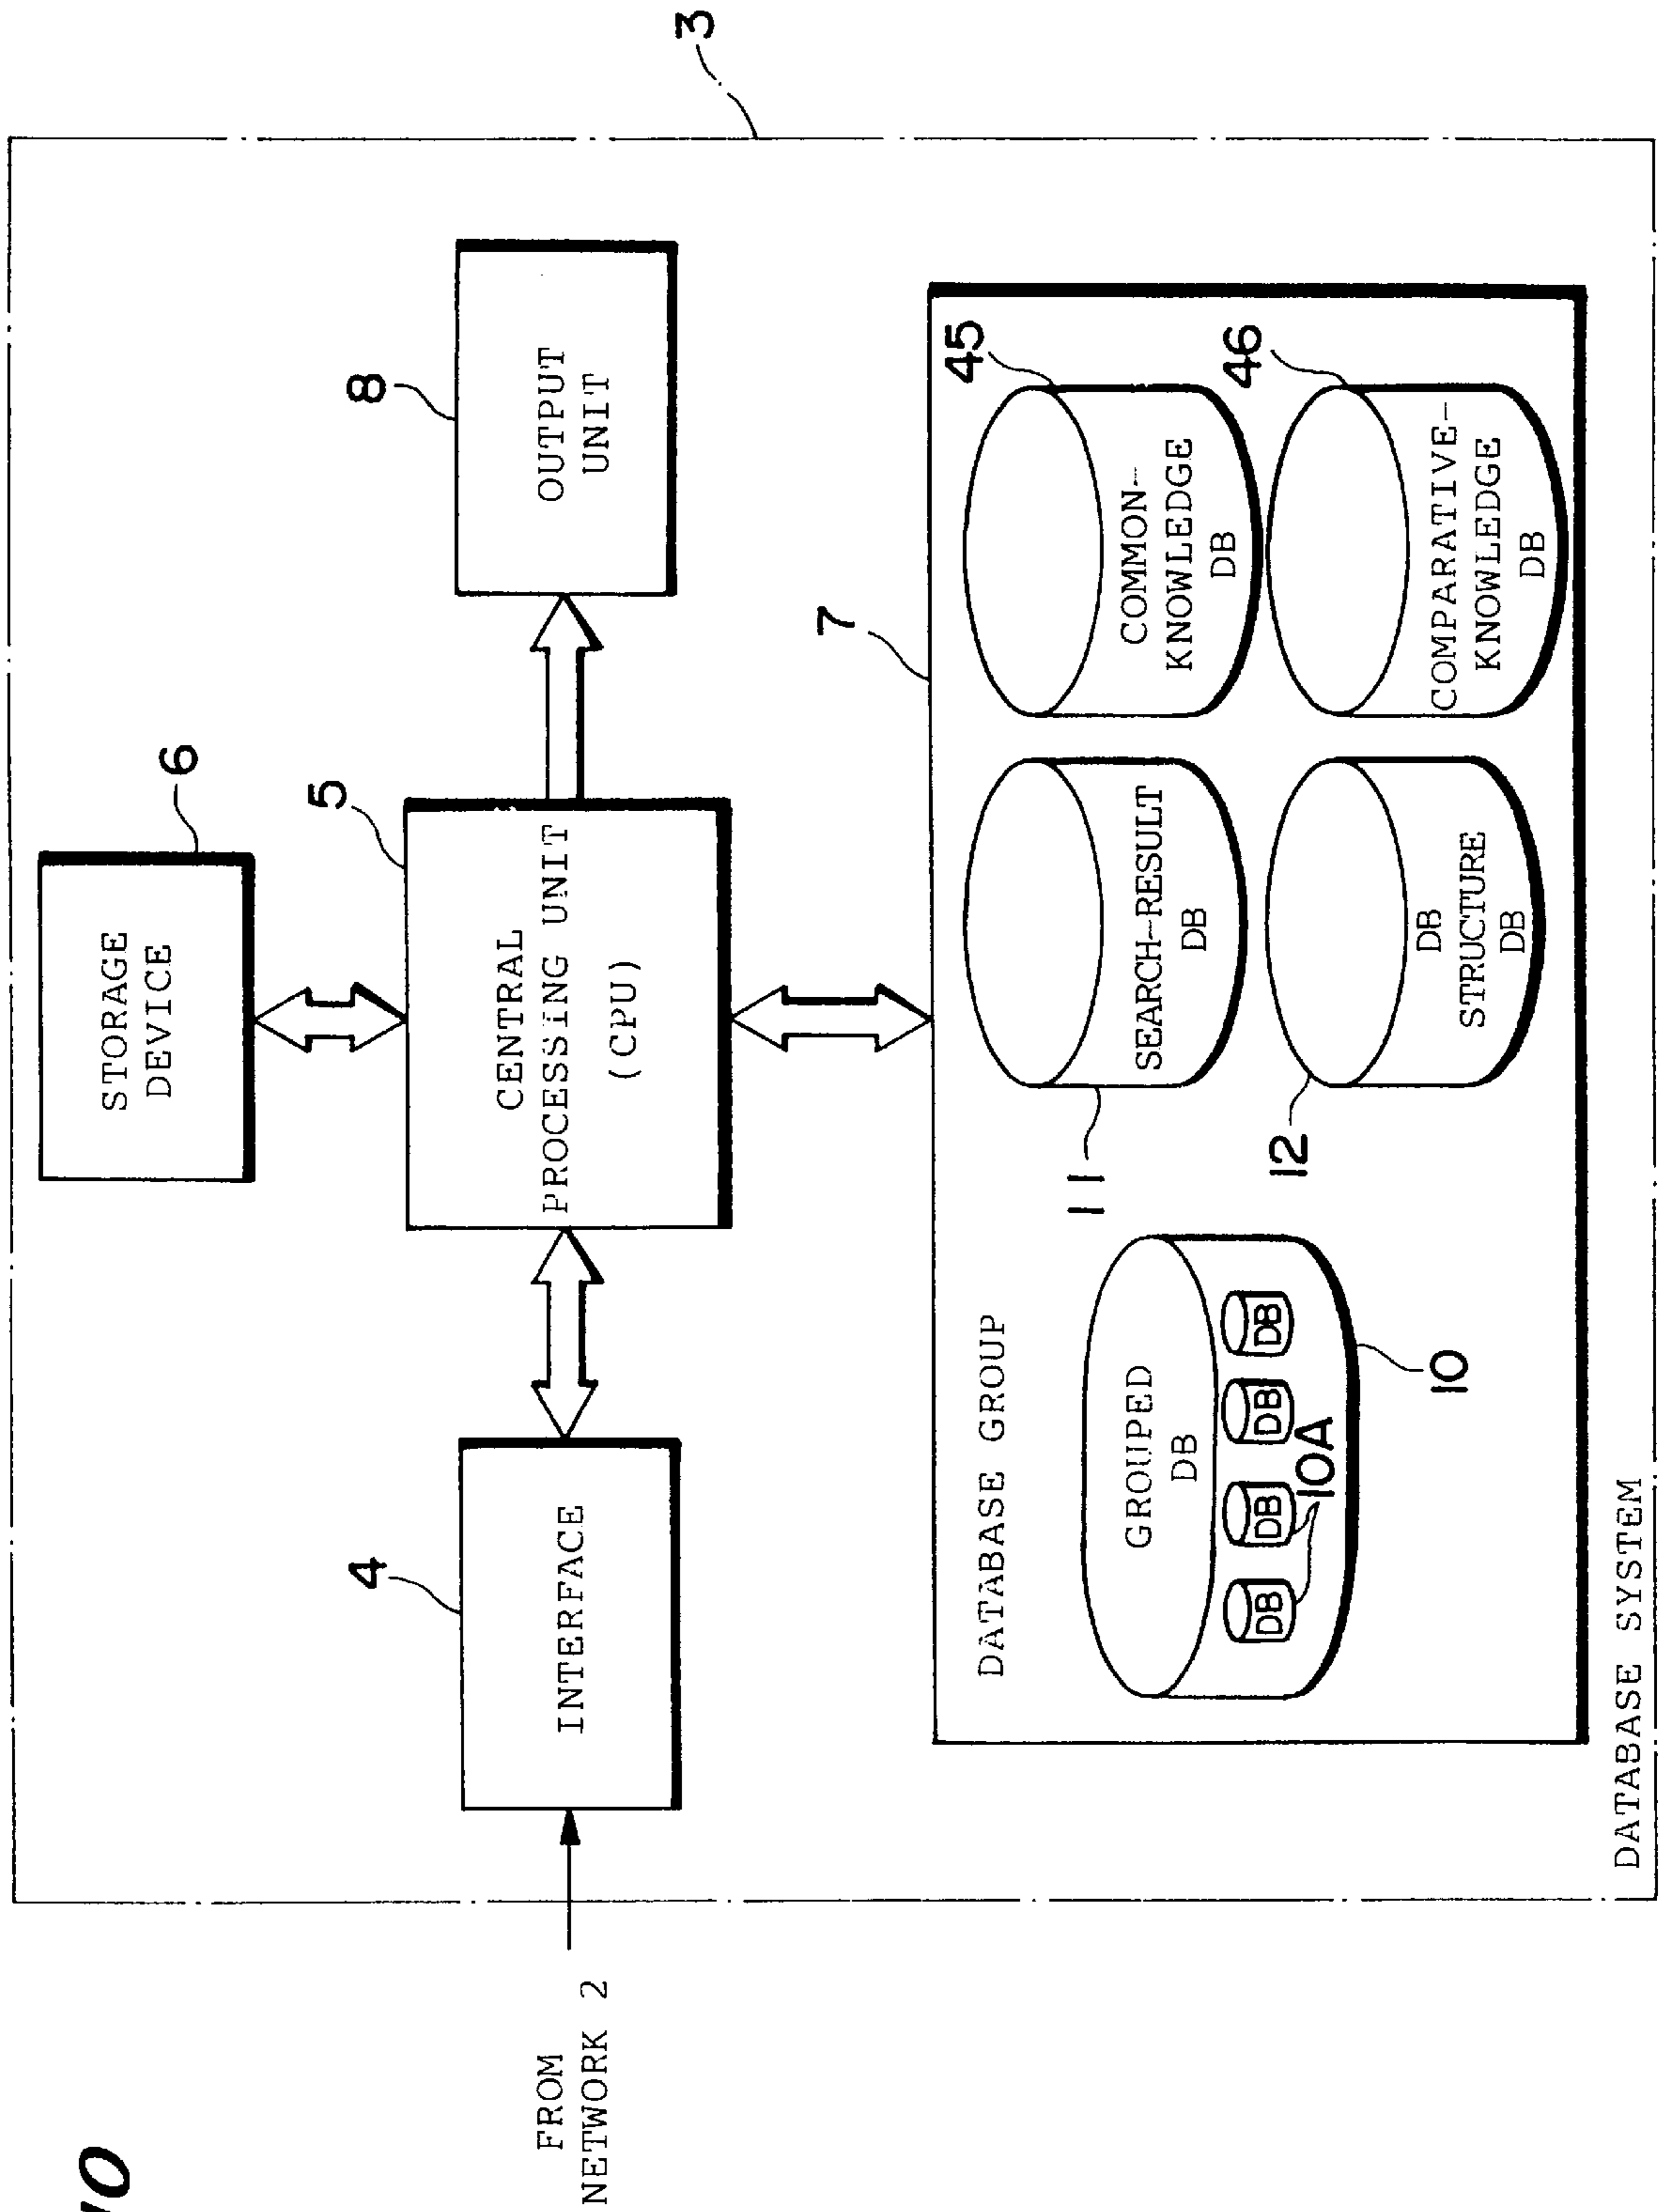 10
3
STORAGE
DEVICE
6
FROM
NETWORK 2
4
INTERFACE
5
CENTRAL
PROCESSING UNIT
(CPU)
8
OUTPUT
UNIT
7
DATABASE GROUP
GROUPED
DB
DB
DB
DB
DB
10A
10
11
SEARCH-RESULT
DB
45
COMMON-
KNOWLEDGE
DB
12
DB
STRUCTURE
DB
46
COMPARATIVE-
KNOWLEDGE
DB
DATABASE SYSTEM